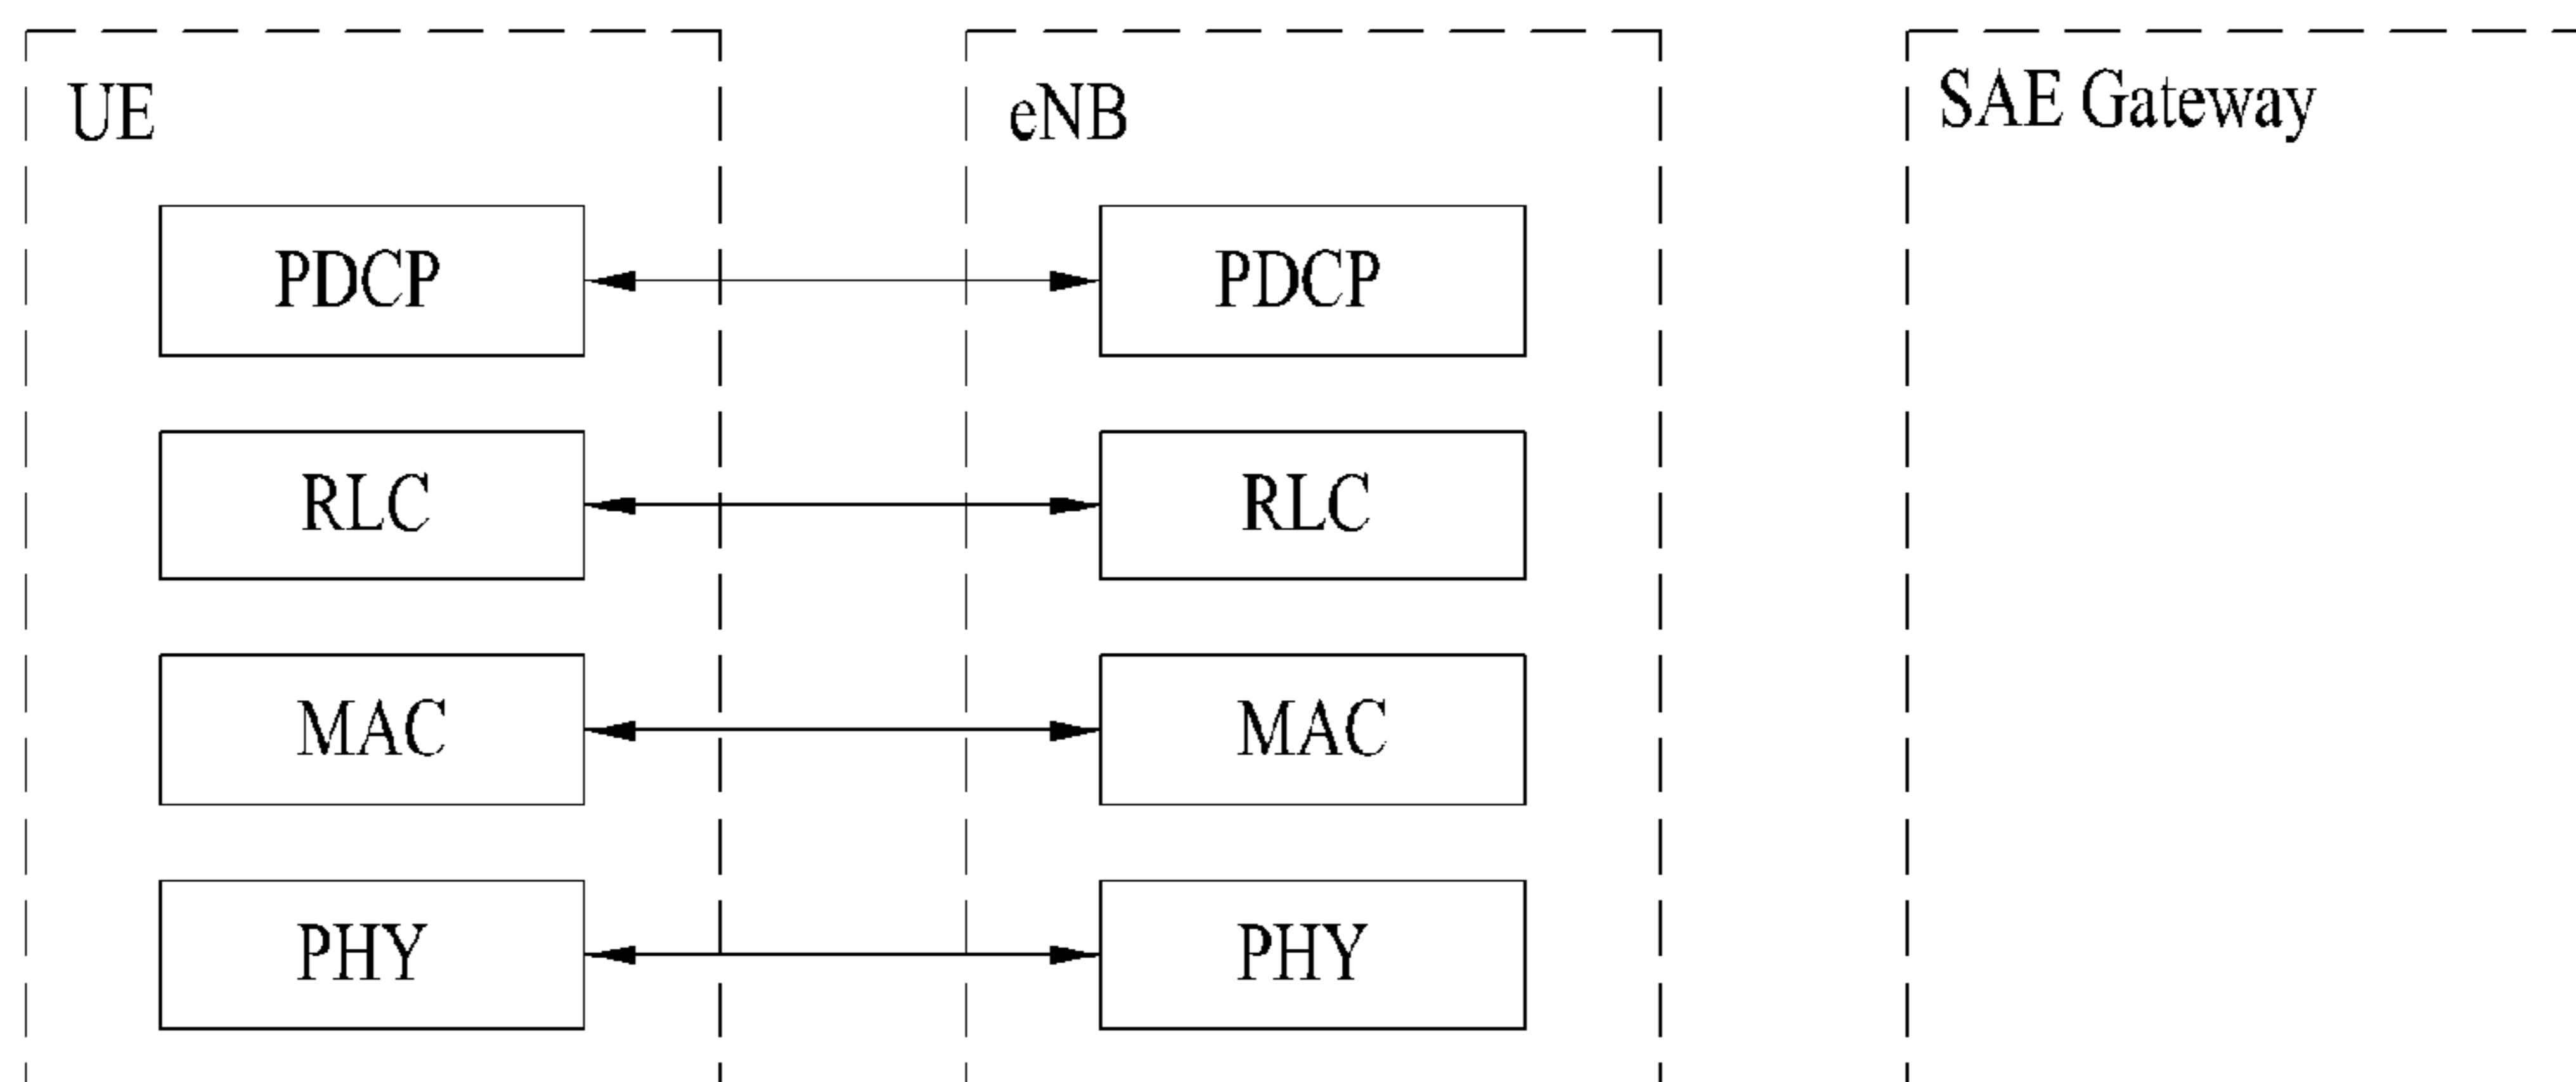 UE
eNB
SAE Gateway
PDCP
PDCP
RLC
RLC
MAC
MAC
PHY
PHY